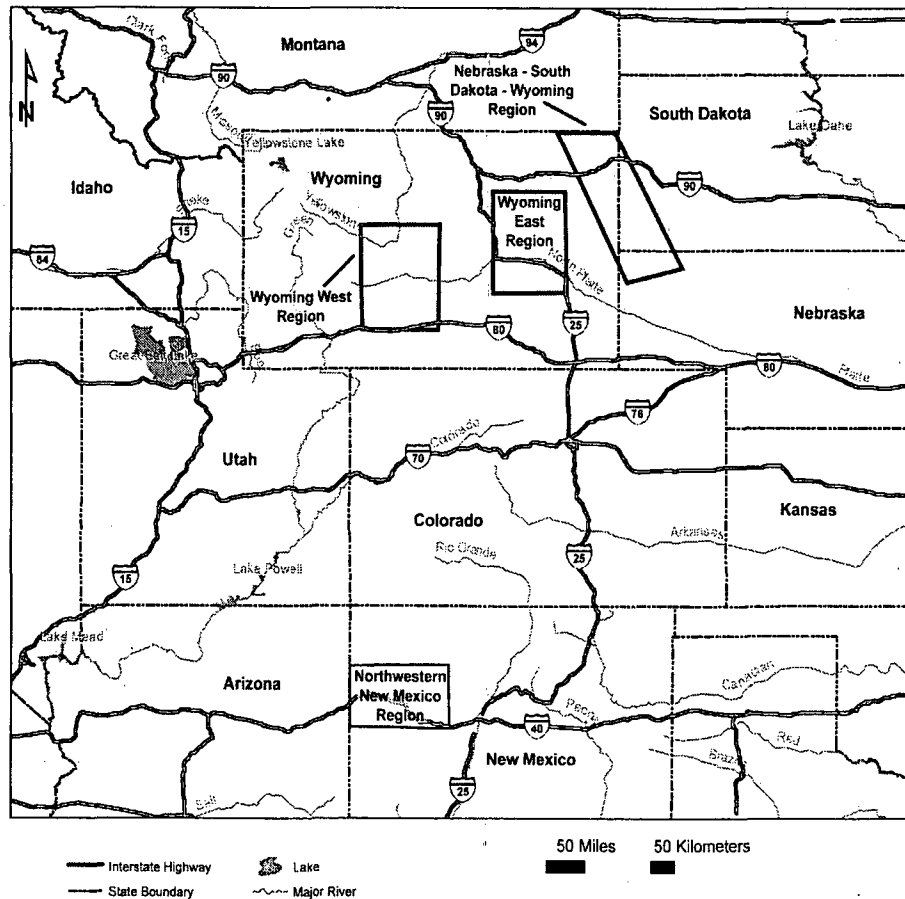 Clark Fork
Montana
94
90
Nebraska - South
Dakota - Wyoming
Region
90
South Dakota
Lake Oahe
Yellowstone Lake
Wyoming
Idaho
Snake
15
Green
Wyoming
East
Region
90
84
North Platte
Wyoming West
Region
Nebraska
80
25
Great Salt Lake
80
Platte
76
Colorado
70
Utah
Kansas
Colorado
Arkansas
Rio Grande
25
Lake Powell
15
Lake Mead
Northwestern
New Mexico
Region
Arizona
Canadian
Pecos
40
Red
New Mexico
25
Salt
N
50 Miles
50 Kilometers
Interstate Highway
Lake
State Boundary
Major River